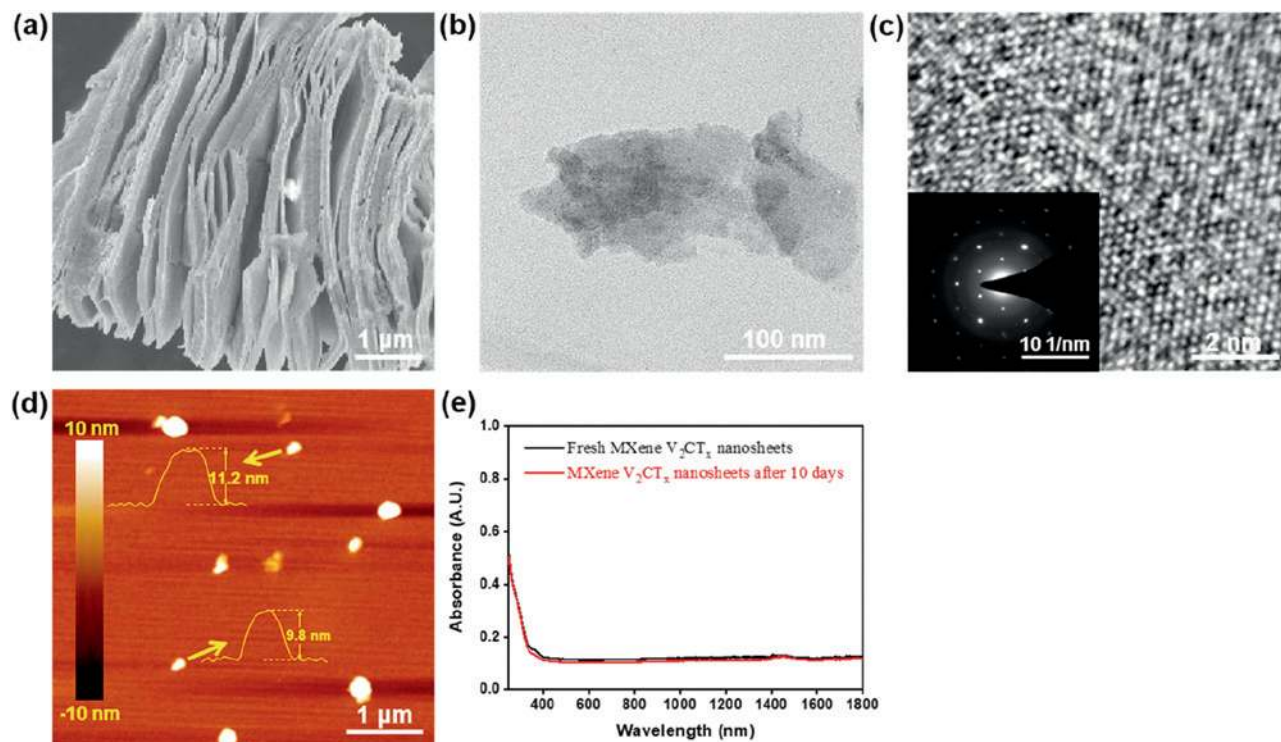 (a)
1 µm
(b)
100 nm
(c)
10 1/nm
2 nm
(d)
10 nm
-10 nm
11.2 nm
9.8 nm
1 µm
(e)
Fresh MXene V₂CTₓ nanosheets
MXene V₂CTₓ nanosheets after 10 days
1.0
0.8
0.6
0.4
0.2
0.0
Absorbance (A.U.)
400 600 800 1000 1200 1400 1600 1800
Wavelength (nm)